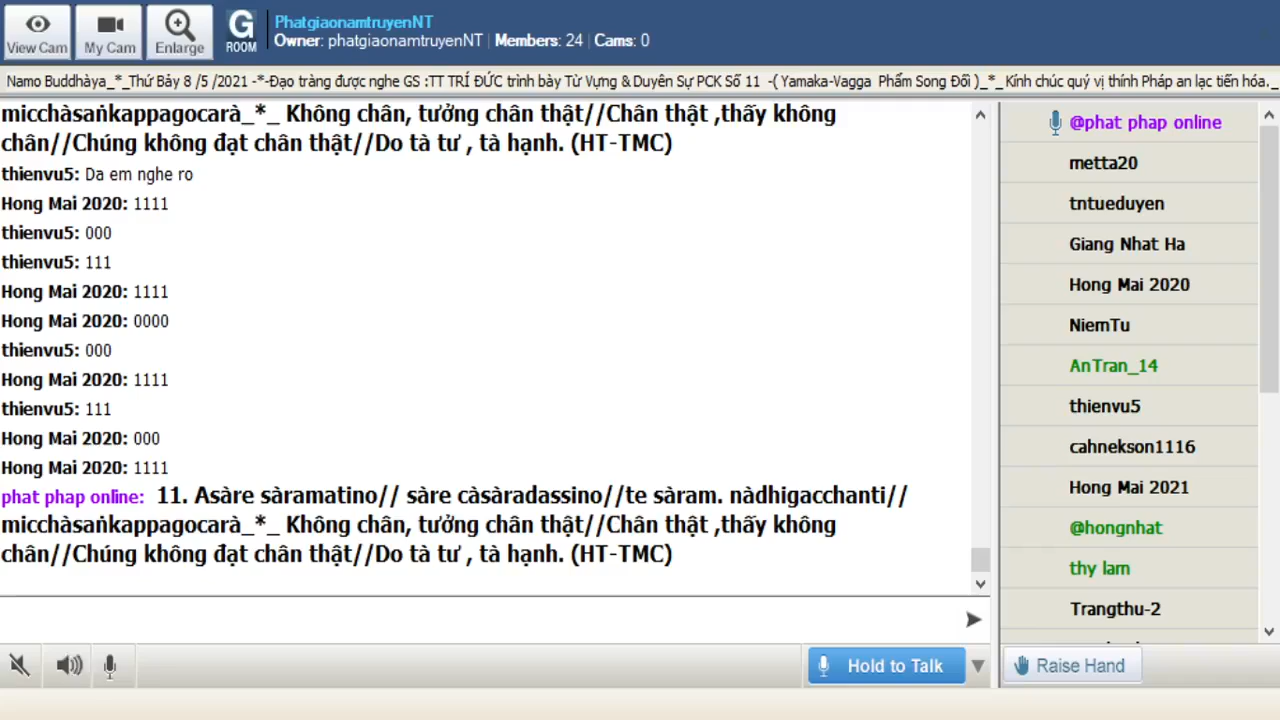 PhatgiaonamtruyenNT
Owner: phatgiaonamtruyenNT | Members: 24 | Cams: 0
View Cam
My Cam
Enlarge
G
ROOM
Namo Buddhàya_*_Thứ Bảy 8 /5 /2021 -*-Đạo tràng được nghe GS :TT TRÍ ĐỨC trình bày Từ Vựng & Duyên Sự PCK Số 11 -( Yamaka-Vagga Phẩm Song Đối )_*_ Kính chúc quý vị thính Pháp an lạc tiến hóa._
micchàsaṅkappagocarà_*_ Không chân, tưởng chân thật//Chân thật ,thấy không
chân//Chúng không đạt chân thật//Do tà tư , tà hạnh. (HT-TMC)
thienvu5: Da em nghe ro
Hong Mai 2020: 1111
thienvu5: 000
thienvu5: 111
Hong Mai 2020: 1111
Hong Mai 2020: 0000
thienvu5: 000
Hong Mai 2020: 1111
thienvu5: 111
Hong Mai 2020: 000
Hong Mai 2020: 1111
phat phap online: 11. Asàre sàramatino// sàre càsàradassino//te sàram. nàdhigacchanti//
micchàsaṅkappagocarà_*_ Không chân, tưởng chân thật//Chân thật ,thấy không
chân//Chúng không đạt chân thật//Do tà tư , tà hạnh. (HT-TMC)
@phat phap online
metta20
tntueduyen
Giang Nhat Ha
Hong Mai 2020
NiemTu
AnTran_14
thienvu5
cahnekson1116
Hong Mai 2021
@hongnhat
thy lam
Trangthu-2
Hold to Talk
Raise Hand